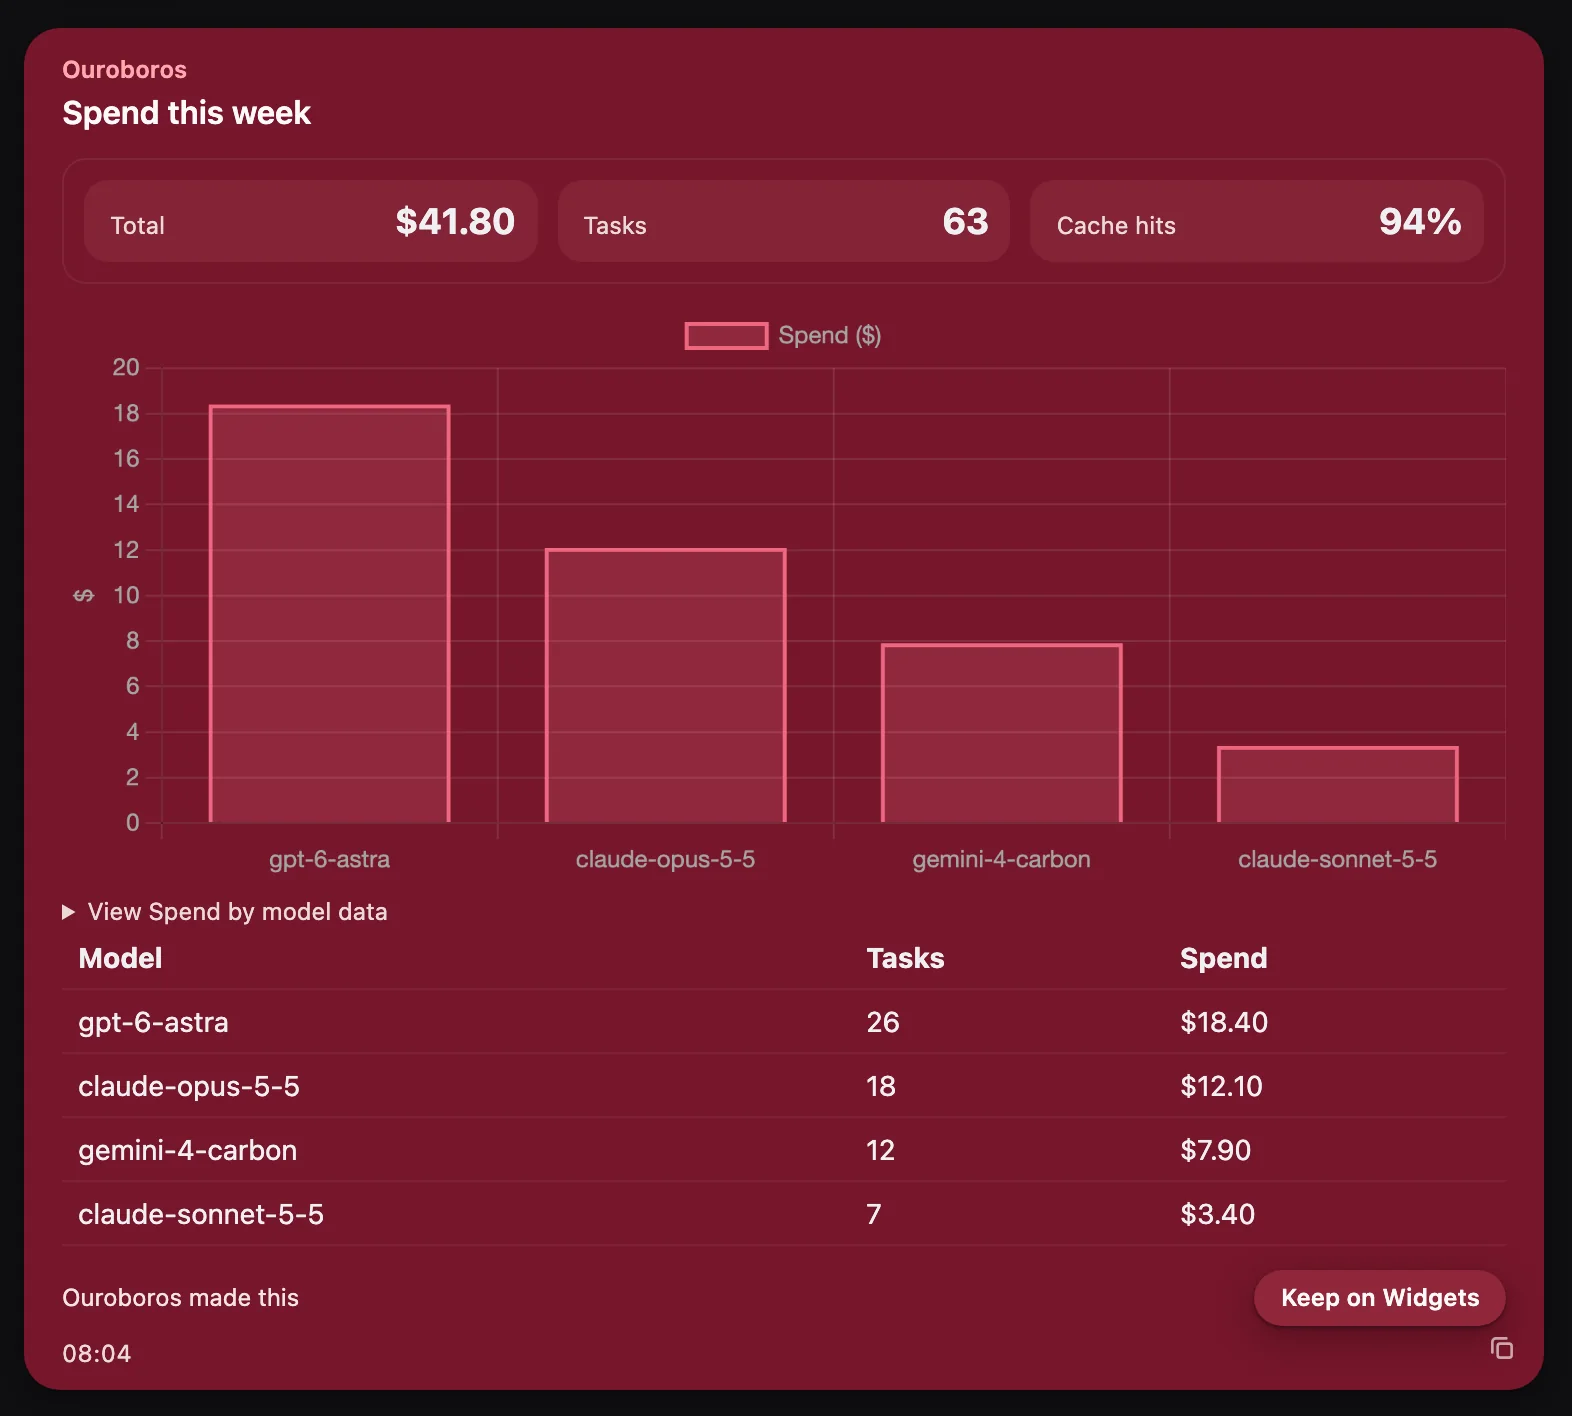 Ouroboros
Spend this week
Total $41.80 Tasks 63 Cache hits 94%
Spend ($)
20
18
16
14
12
10
8
6
4
2
0
$
gpt-6-astra claude-opus-5-5 gemini-4-carbon claude-sonnet-5-5
View Spend by model data
Model Tasks Spend
gpt-6-astra 26 $18.40
claude-opus-5-5 18 $12.10
gemini-4-carbon 12 $7.90
claude-sonnet-5-5 7 $3.40
Ouroboros made this
Keep on Widgets
08:04